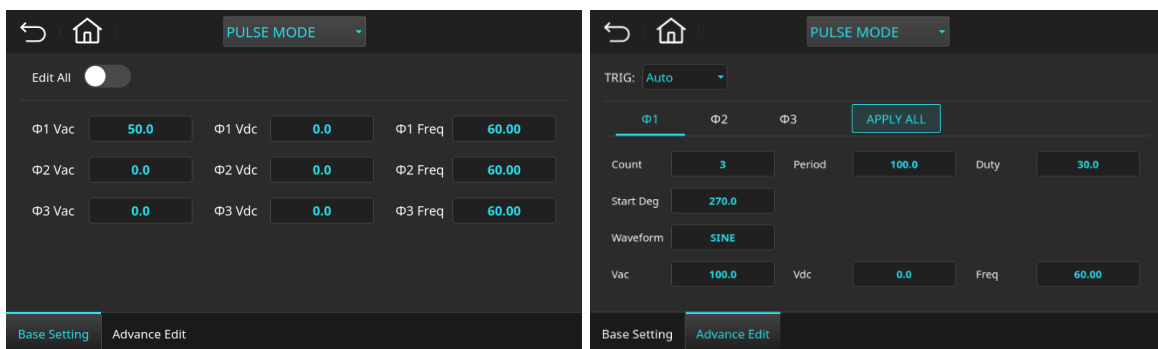 PULSE MODE
Edit All
Φ1 Vac 50.0 Φ1 Vdc 0.0 Φ1 Freq 60.00
Φ2 Vac 0.0 Φ2 Vdc 0.0 Φ2 Freq 60.00
Φ3 Vac 0.0 Φ3 Vdc 0.0 Φ3 Freq 60.00
Base Setting Advance Edit
PULSE MODE
TRIG: Auto
Φ1 Φ2 Φ3 APPLY ALL
Count 3 Period 100.0 Duty 30.0
Start Deg 270.0
Waveform SINE
Vac 100.0 Vdc 0.0 Freq 60.00
Base Setting Advance Edit